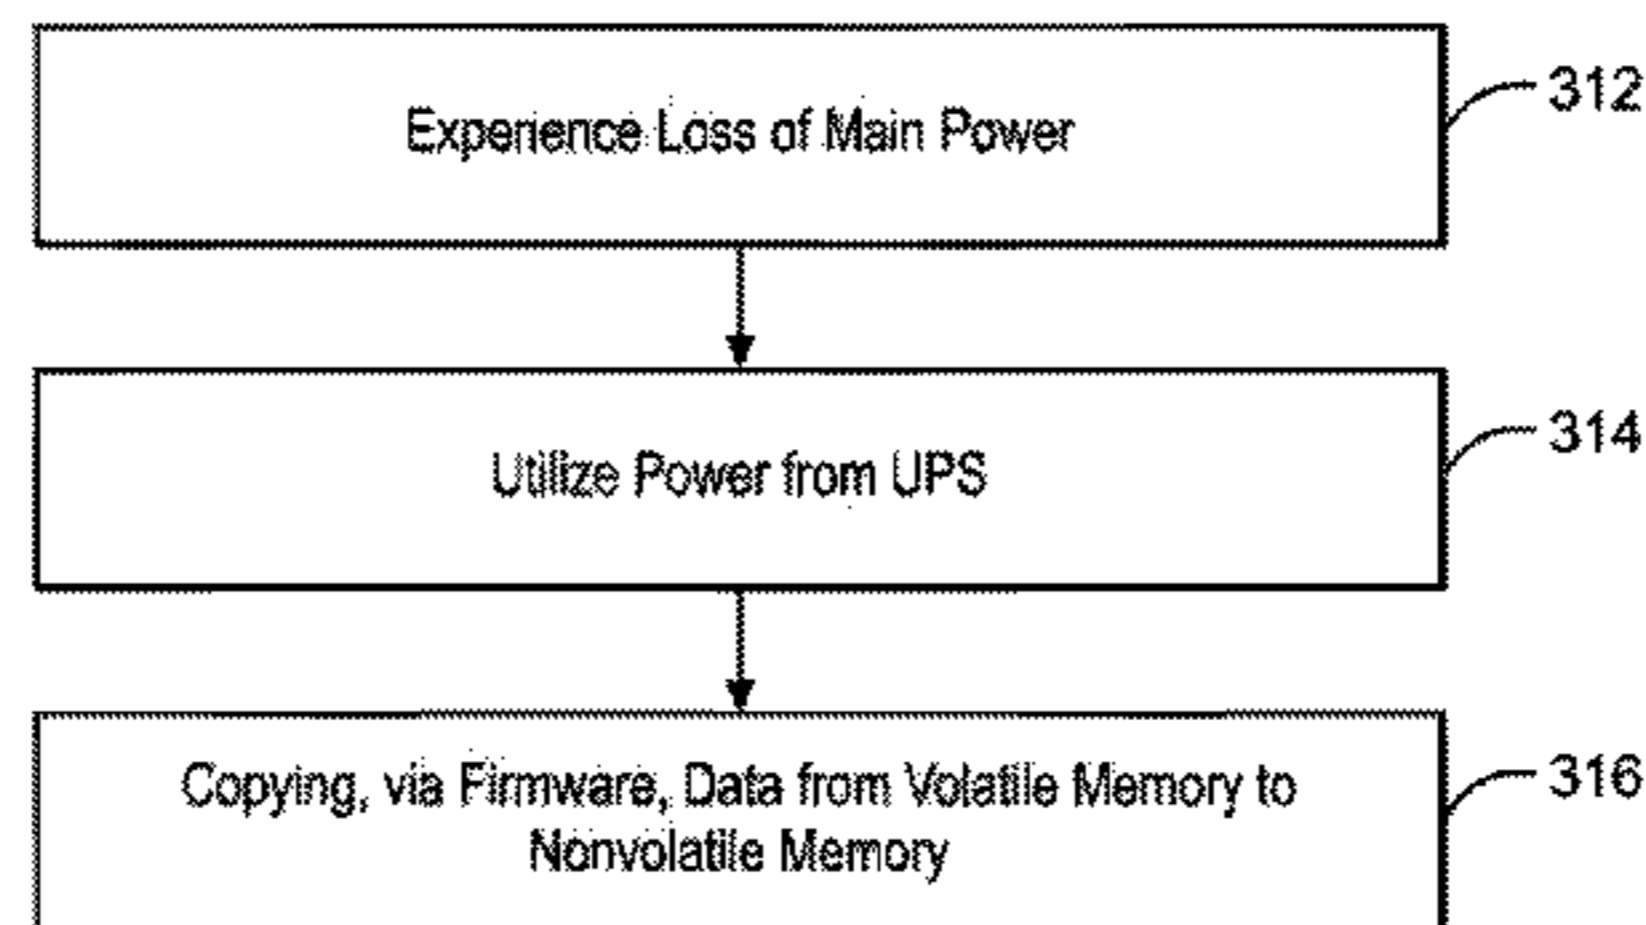 Experience Loss of Main Power
312
Utilize Power from UPS
314
Copying, via Firmware, Data from Volatile Memory to
Nonvolatile Memory
316